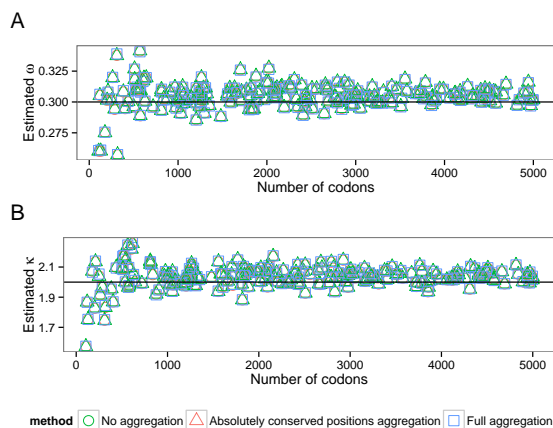 A
Estimated ω
0.325
0.300
0.275
0 1000 2000 3000 4000 5000
Number of codons
B
Estimated κ
2.1
1.9
1.7
0 1000 2000 3000 4000 5000
Number of codons
method No aggregation Absolutely conserved positions aggregation Full aggregation